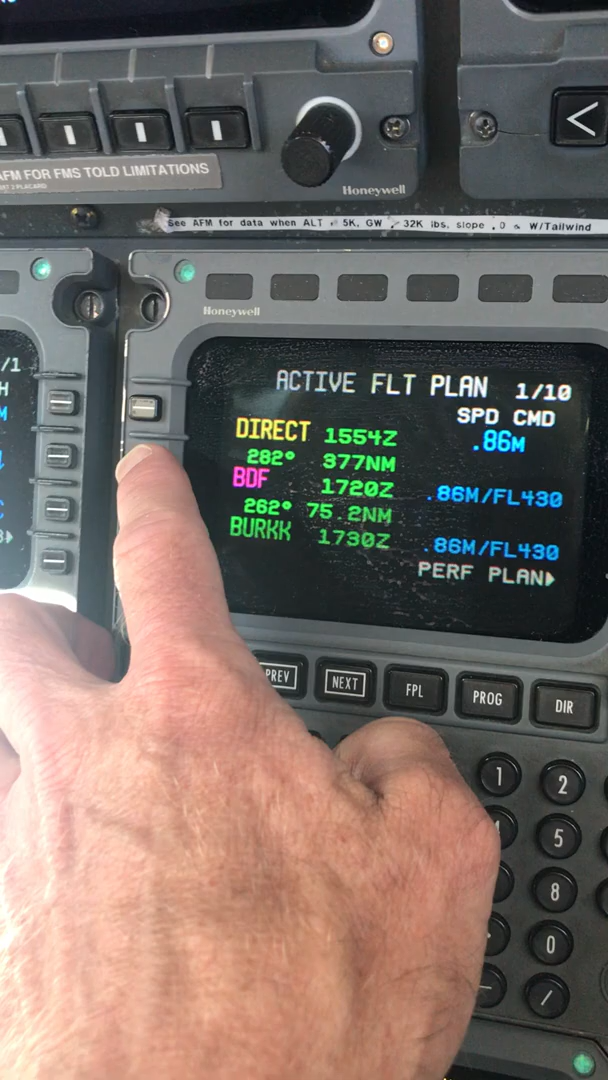 AFM FOR FMS TOLD LIMITATIONS
Honeywell
<
See AFM for data when ALT
5K, GW
32K lbs, slope
W/Tailwind
Honeywell
/1
H
M
C
ACTIVE FLT PLAN 1/10
SPD CMD
DIRECT 1554Z .86M
282° 377NM
BDF 1720Z .86M/FL430
262° 75.2NM
BURKK 1730Z .86M/FL430
PERF PLAN▶
PREV NEXT FPL PROG DIR
1 2
4 5
8
0
- /